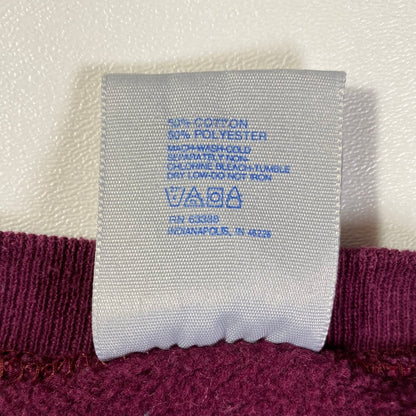 50% COTTON
50% POLYESTER
MACH-WASH-COLD
SEPARATELY NON-
CHLORINE BLEACH-TUMBLE
DRY LOW-DO NOT IRON
RN 63388
INDIANAPOLIS, IN 46226